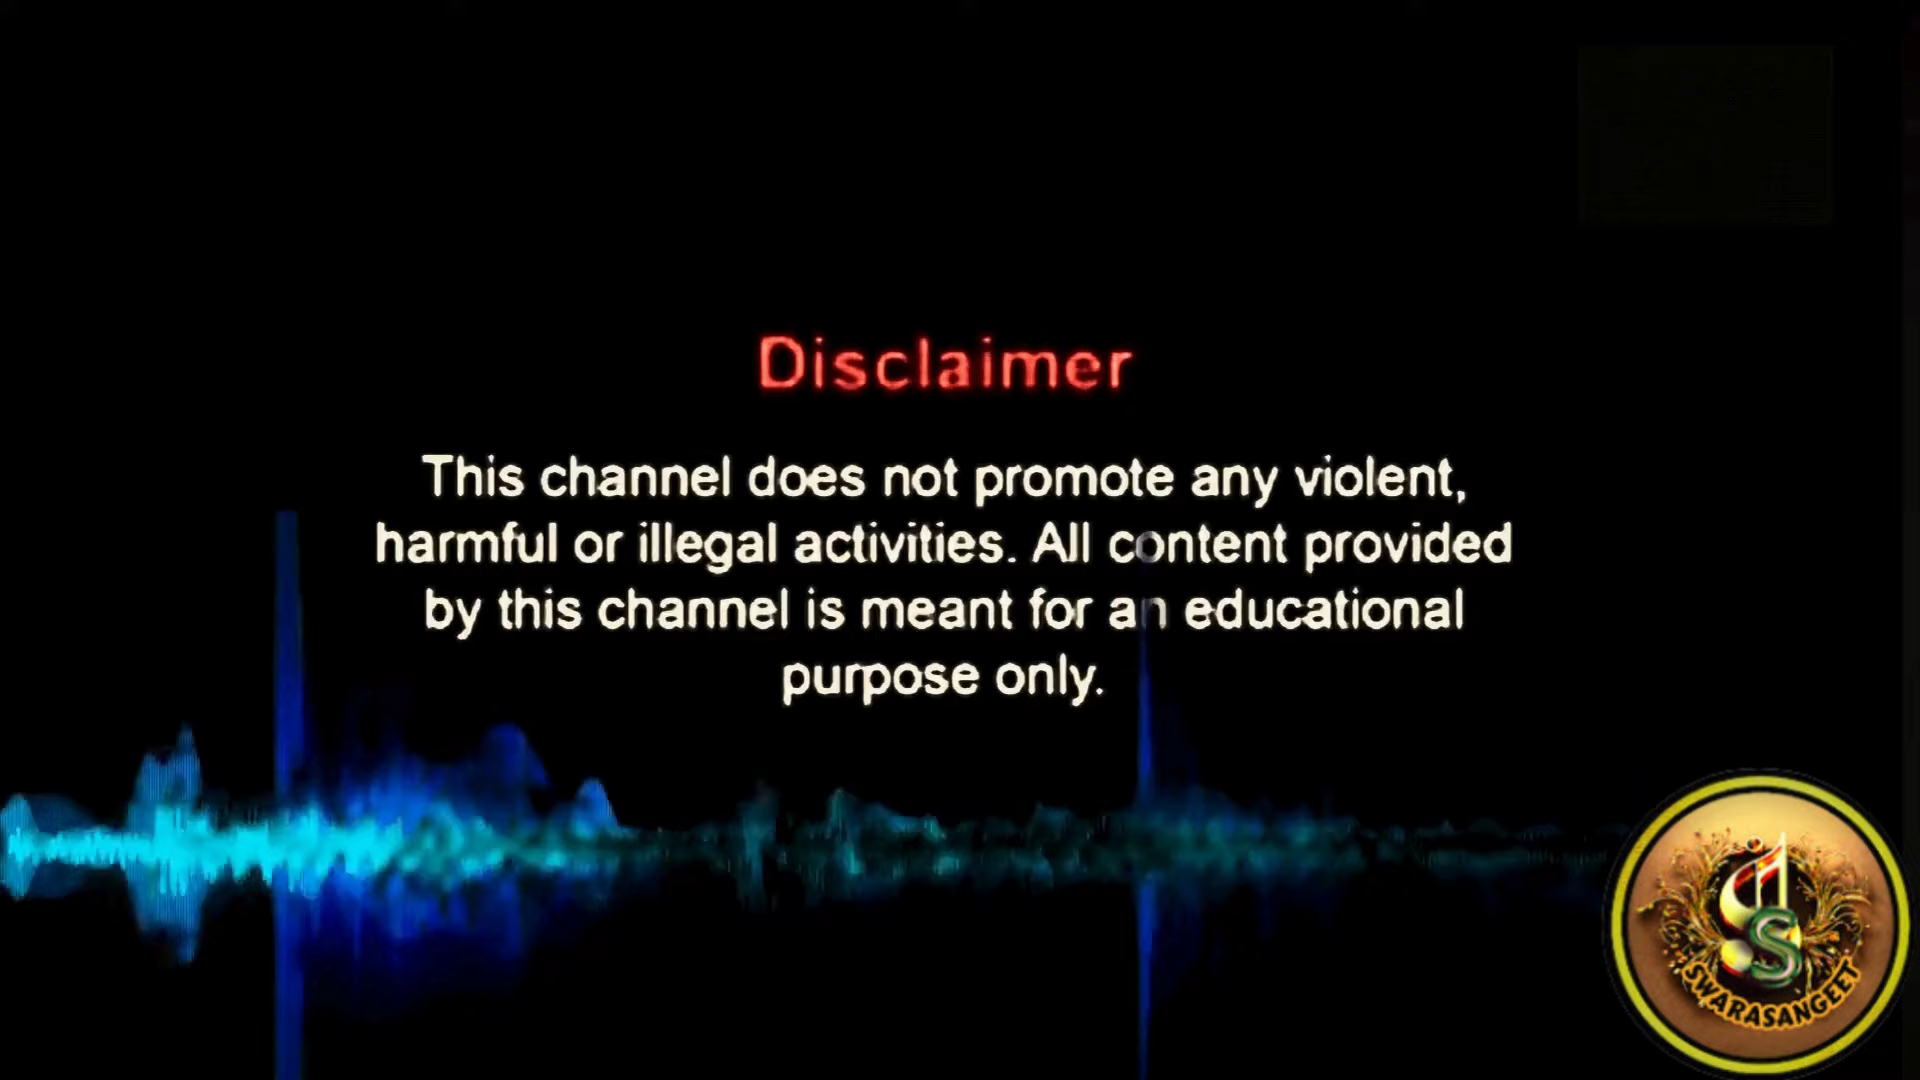 Disclaimer
This channel does not promote any violent,
harmful or illegal activities. All content provided
by this channel is meant for an educational
purpose only.
S
SWARASANGEET